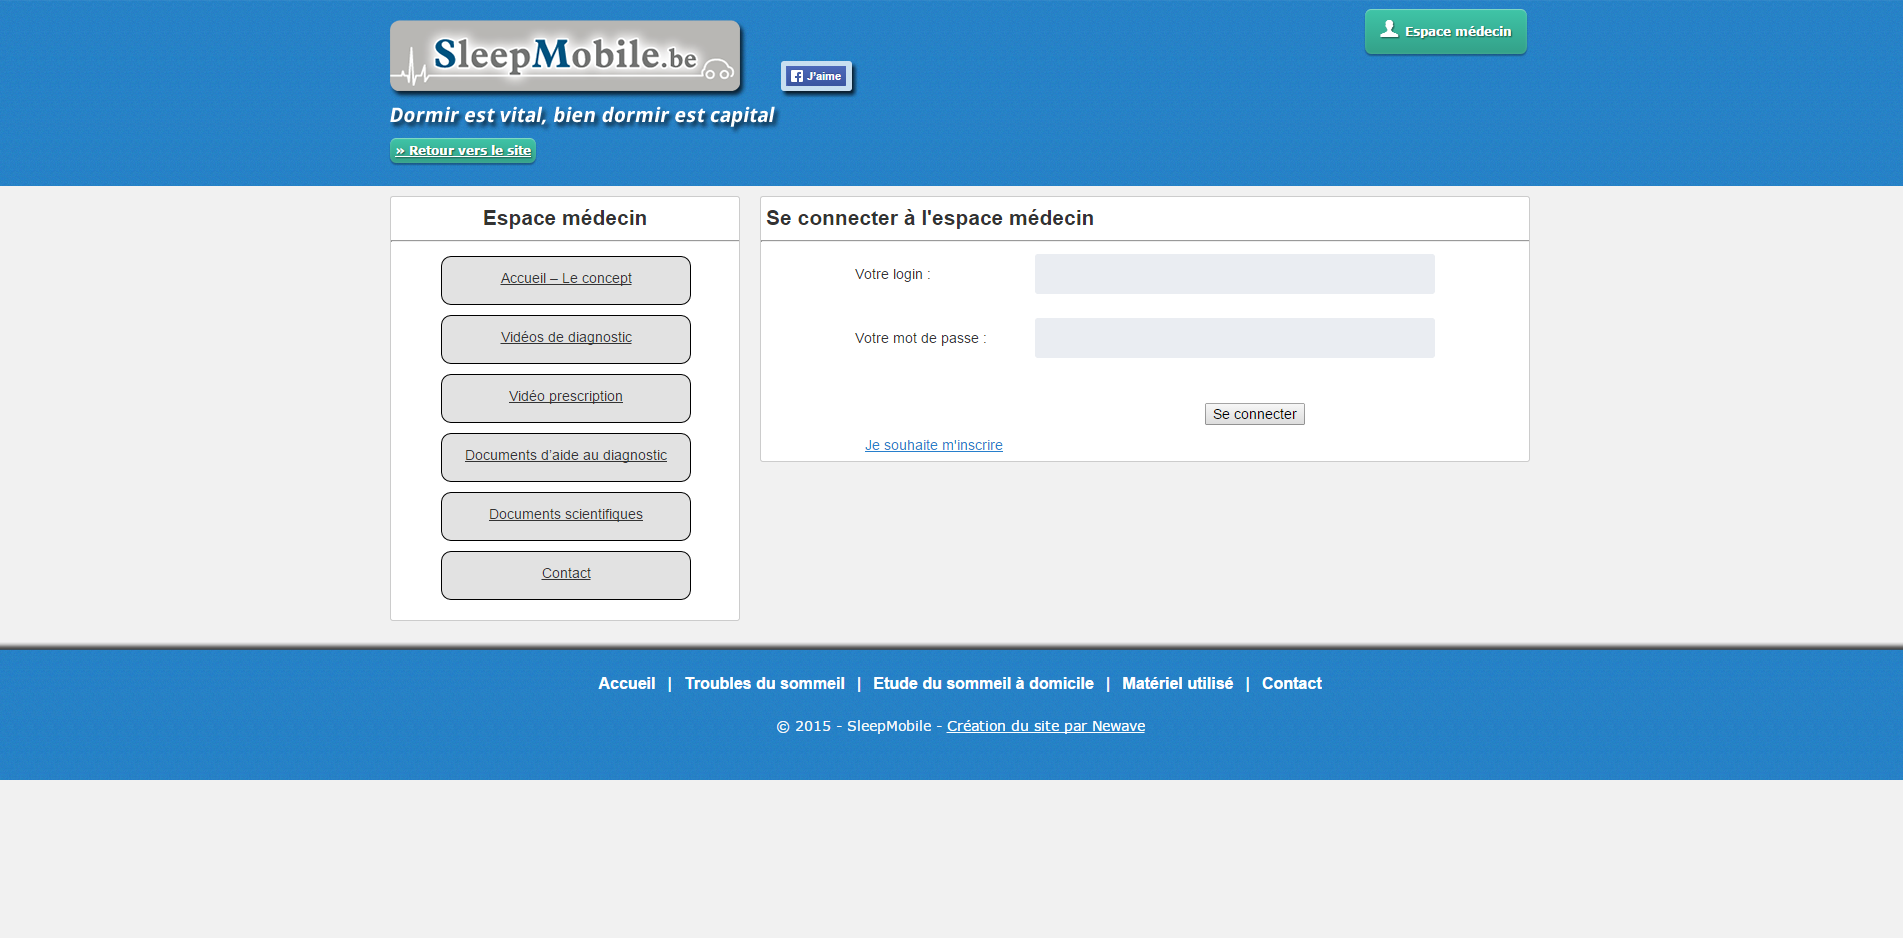 SleepMobile.be
Espace médecin
J'aime
Dormir est vital, bien dormir est capital
» Retour vers le site
Espace médecin
Accueil – Le concept
Vidéos de diagnostic
Vidéo prescription
Documents d'aide au diagnostic
Documents scientifiques
Contact
Se connecter à l'espace médecin
Votre login :
Votre mot de passe :
Se connecter
Je souhaite m'inscrire
Accueil | Troubles du sommeil | Etude du sommeil à domicile | Matériel utilisé | Contact
© 2015 - SleepMobile - Création du site par Newave